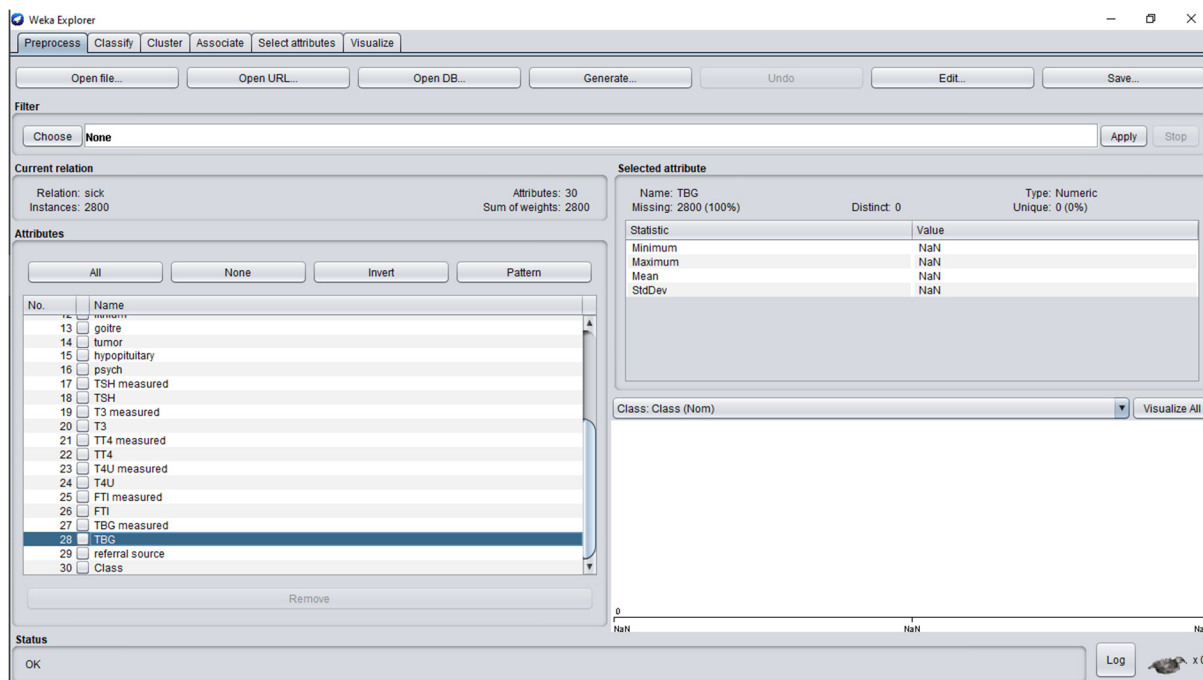 Weka Explorer
Preprocess Classify Cluster Associate Select attributes Visualize
Open file... Open URL... Open DB... Generate... Undo Edit... Save...
Filter
Choose None Apply Stop
Current relation
Relation: sick Attributes: 30
Instances: 2800 Sum of weights: 2800
Attributes
All None Invert Pattern
No. Name
13 goitre
14 tumor
15 hypopituitary
16 psych
17 TSH measured
18 TSH
19 T3 measured
20 T3
21 TT4 measured
22 TT4
23 T4U measured
24 T4U
25 FTI measured
26 FTI
27 TBG measured
28 TBG
29 referral source
30 Class
Remove
Selected attribute
Name: TBG Type: Numeric
Missing: 2800 (100%) Distinct: 0 Unique: 0 (0%)
Statistic Value
Minimum NaN
Maximum NaN
Mean NaN
StdDev NaN
Class: Class (Nom) Visualize All
0
NaN NaN
Status
OK
Log x 0